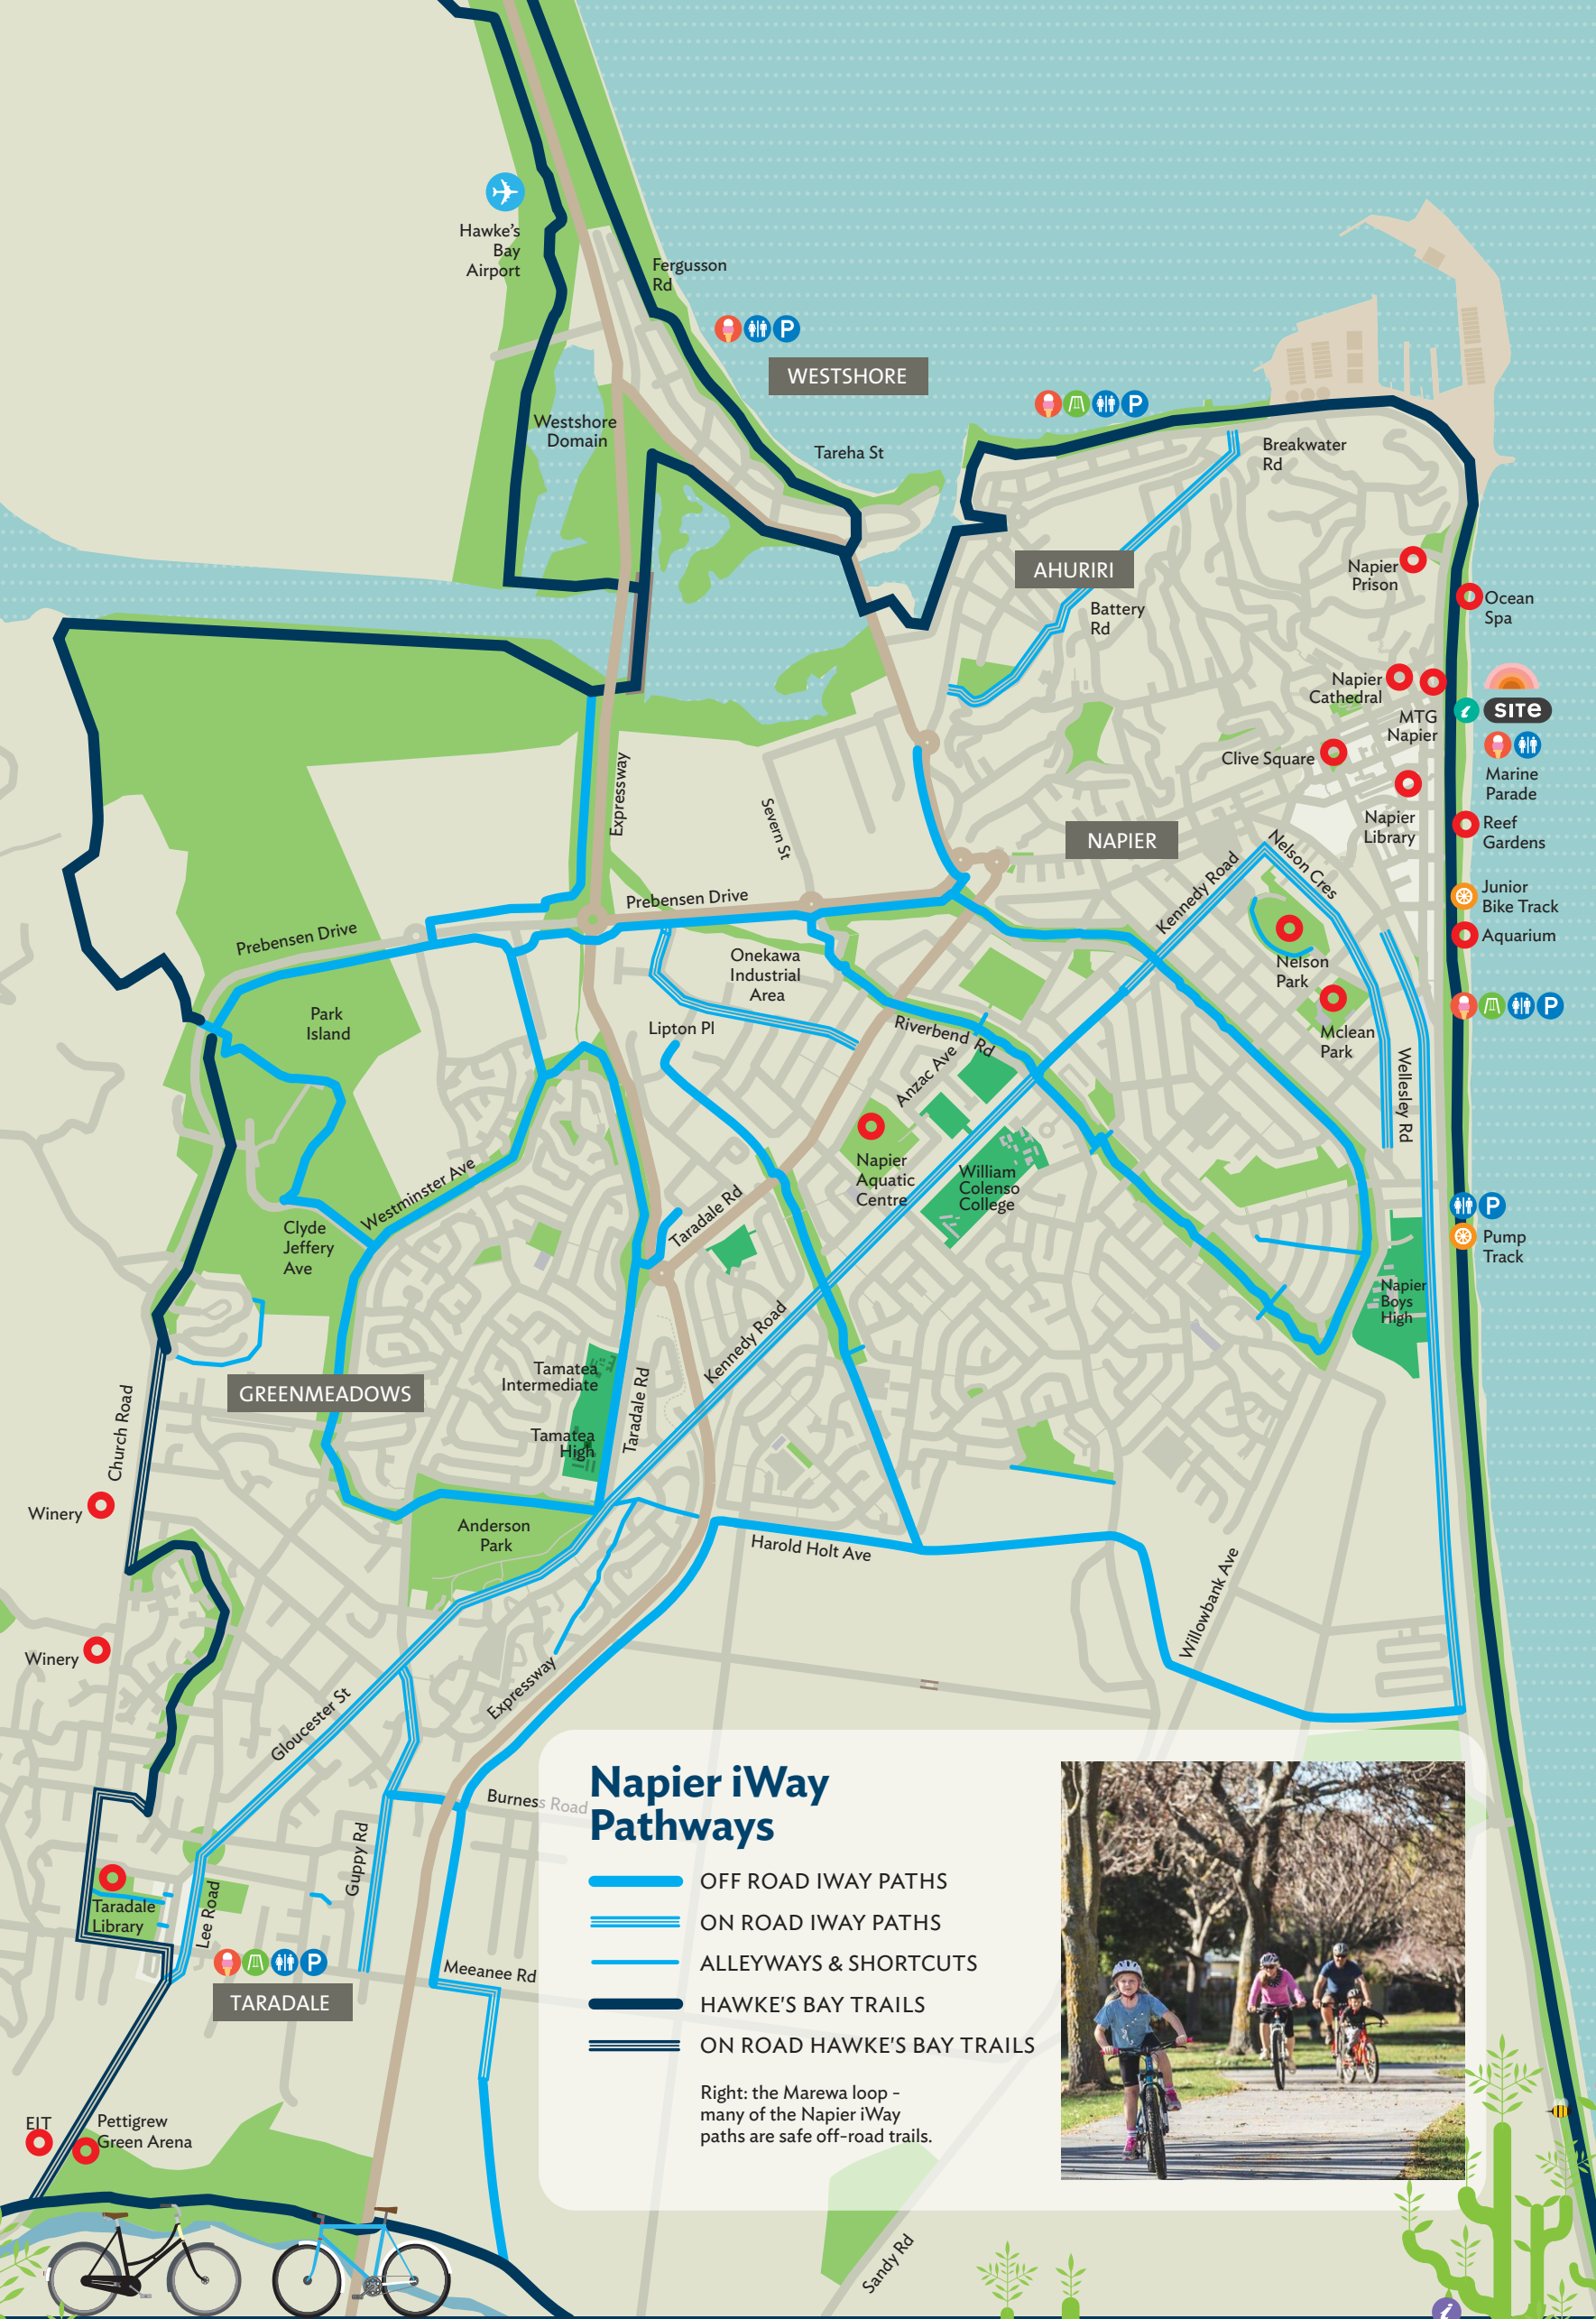 Hawke's
Bay
Airport
Fergusson
Rd
P
WESTSHORE
P
Westshore
Domain
Tareha St
Breakwater
Rd
AHURIRI
Battery
Rd
Napier
Prison
Ocean
Spa
Napier
Cathedral
MTG
Napier
i SITE
Clive Square
Marine
Parade
Napier
Library
Reef
Gardens
Expressway
Severn St
NAPIER
Kennedy Road
Nelson Cres
Junior
Bike Track
Aquarium
Prebensen Drive
Prebensen Drive
Onekawa
Industrial
Area
Nelson
Park
Park
Island
Lipton Pl
Riverbend Rd
Anzac Ave
Mclean
Park
P
Wellesley Rd
Napier
Aquatic
Centre
William
Colenso
College
Westminster Ave
Clyde
Jeffery
Ave
Taradale Rd
P
Pump
Track
Napier
Boys
High
Kennedy Road
Tamatea
Intermediate
Taradale Rd
Tamatea
High
GREENMEADOWS
Church Road
Winery
Anderson
Park
Harold Holt Ave
Willowbank Ave
Winery
Expressway
Gloucester St
Burness Road
Guppy Rd
Taradale
Library
Lee Road
P
TARADALE
Meeanee Rd
EIT
Pettigrew
Green Arena
Napier iWay
Pathways
OFF ROAD IWAY PATHS
ON ROAD IWAY PATHS
ALLEYWAYS & SHORTCUTS
HAWKE'S BAY TRAILS
ON ROAD HAWKE'S BAY TRAILS
Right: the Marewa loop -
many of the Napier iWay
paths are safe off-road trails.
Sandy Rd
i